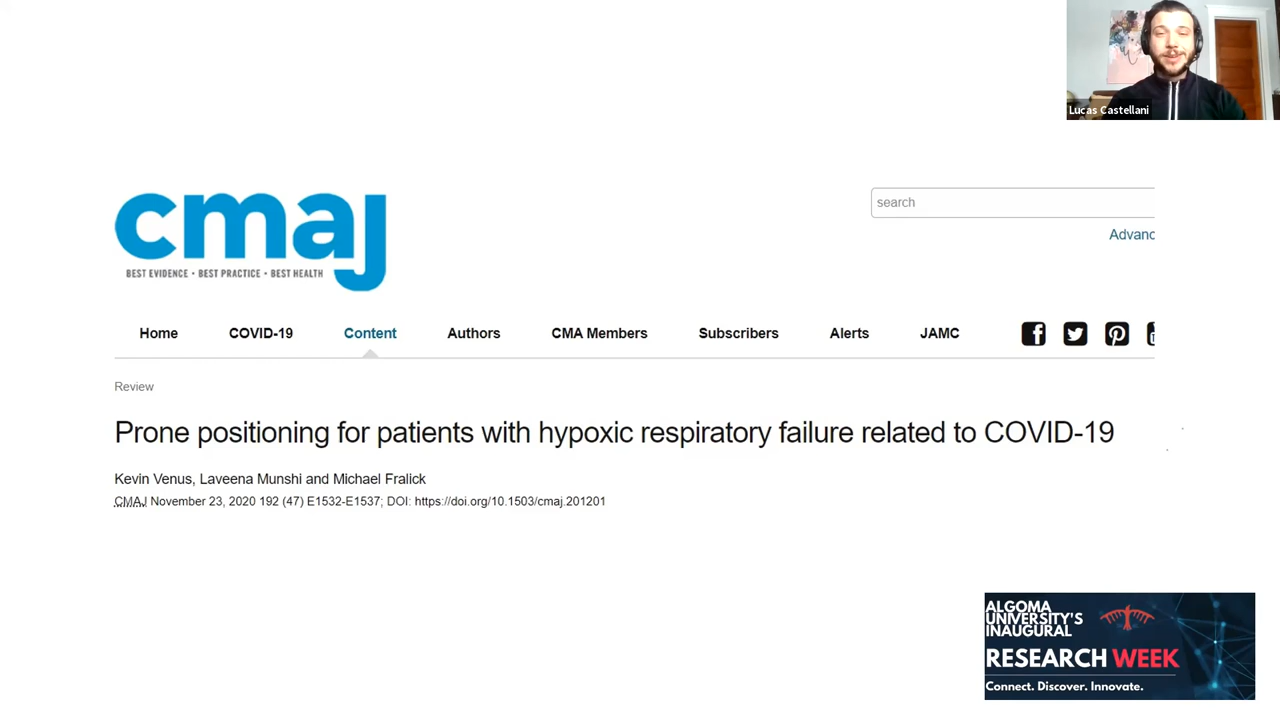 Lucas Castellani
cmaj
BEST EVIDENCE • BEST PRACTICE • BEST HEALTH
search
Advanc
Home COVID-19 Content Authors CMA Members Subscribers Alerts JAMC
Review
Prone positioning for patients with hypoxic respiratory failure related to COVID-19
Kevin Venus, Laveena Munshi and Michael Fralick
CMAJ November 23, 2020 192 (47) E1532-E1537; DOI: https://doi.org/10.1503/cmaj.201201
ALGOMA
UNIVERSITY'S
INAUGURAL
RESEARCH WEEK
Connect. Discover. Innovate.